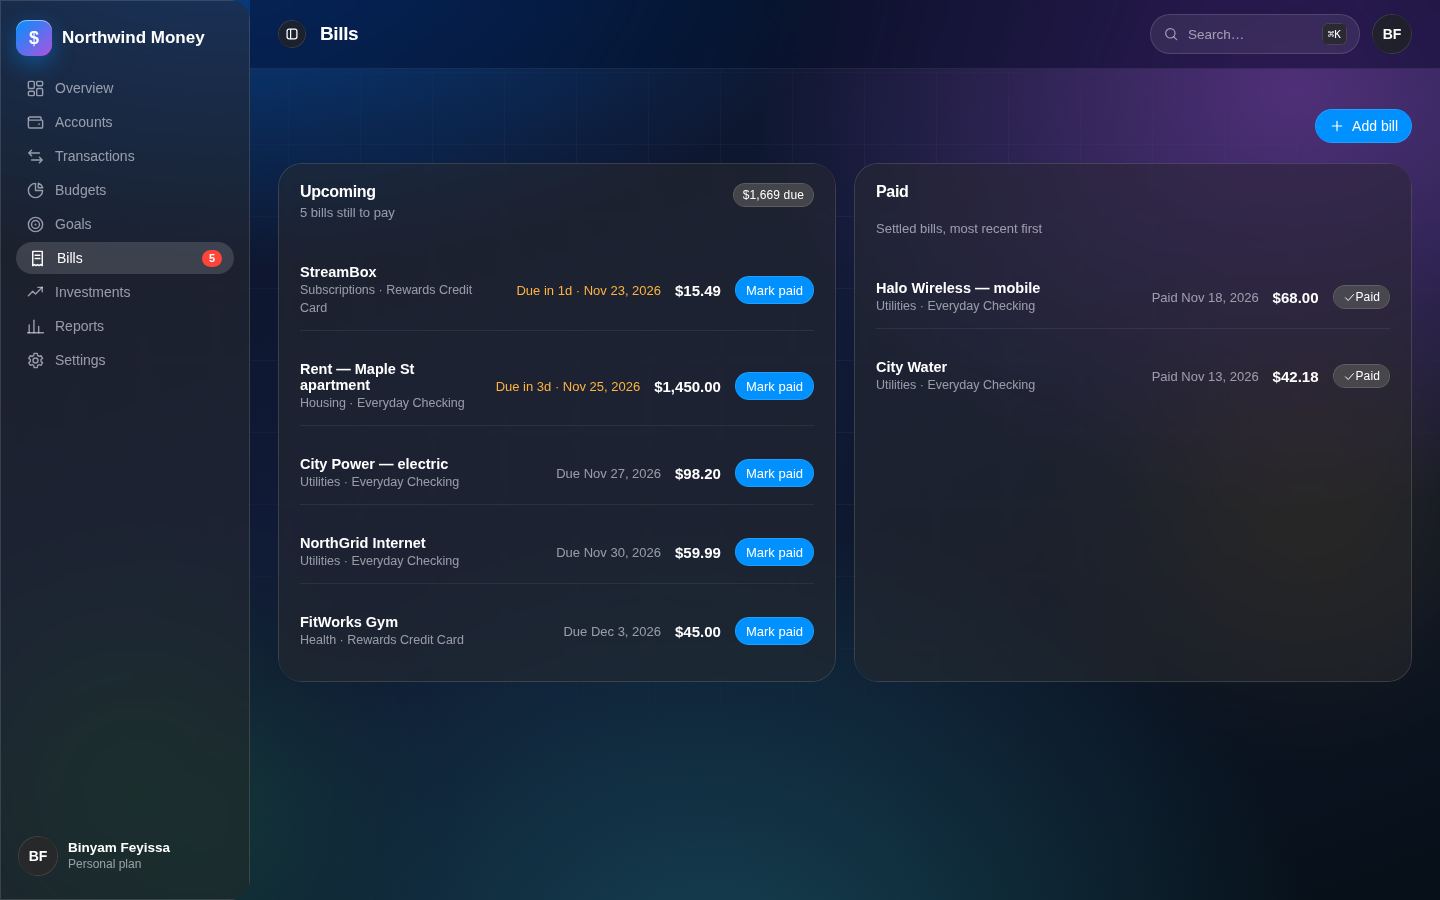 $ Northwind Money
Overview
Accounts
Transactions
Budgets
Goals
Bills 5
Investments
Reports
Settings
BF
Binyam Feyissa
Personal plan
Bills
Search…
⌘K
BF
Add bill
Upcoming
$1,669 due
5 bills still to pay
StreamBox
Subscriptions · Rewards Credit
Card
Due in 1d · Nov 23, 2026 $15.49 Mark paid
Rent — Maple St
apartment
Housing · Everyday Checking
Due in 3d · Nov 25, 2026 $1,450.00 Mark paid
City Power — electric
Utilities · Everyday Checking
Due Nov 27, 2026 $98.20 Mark paid
NorthGrid Internet
Utilities · Everyday Checking
Due Nov 30, 2026 $59.99 Mark paid
FitWorks Gym
Health · Rewards Credit Card
Due Dec 3, 2026 $45.00 Mark paid
Paid
Settled bills, most recent first
Halo Wireless — mobile
Utilities · Everyday Checking
Paid Nov 18, 2026 $68.00 Paid
City Water
Utilities · Everyday Checking
Paid Nov 13, 2026 $42.18 Paid